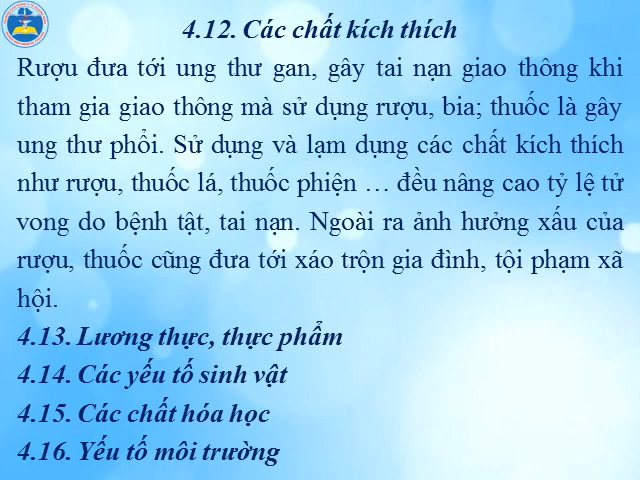 4.12. Các chất kích thích
Rượu đưa tới ung thư gan, gây tai nạn giao thông khi
tham gia giao thông mà sử dụng rượu, bia; thuốc là gây
ung thư phổi. Sử dụng và lạm dụng các chất kích thích
như rượu, thuốc lá, thuốc phiện … đều nâng cao tỷ lệ tử
vong do bệnh tật, tai nạn. Ngoài ra ảnh hưởng xấu của
rượu, thuốc cũng đưa tới xáo trộn gia đình, tội phạm xã
hội.
4.13. Lương thực, thực phẩm
4.14. Các yếu tố sinh vật
4.15. Các chất hóa học
4.16. Yếu tố môi trường